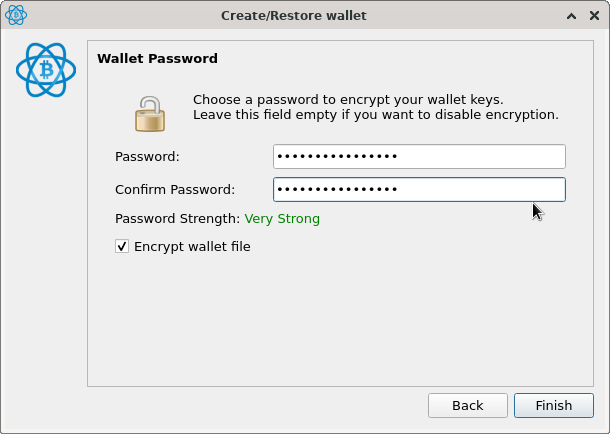 Create/Restore wallet
Wallet Password
Choose a password to encrypt your wallet keys.
Leave this field empty if you want to disable encryption.
Password: ••••••••••••••••
Confirm Password: ••••••••••••••••
Password Strength: Very Strong
Encrypt wallet file
Back Finish